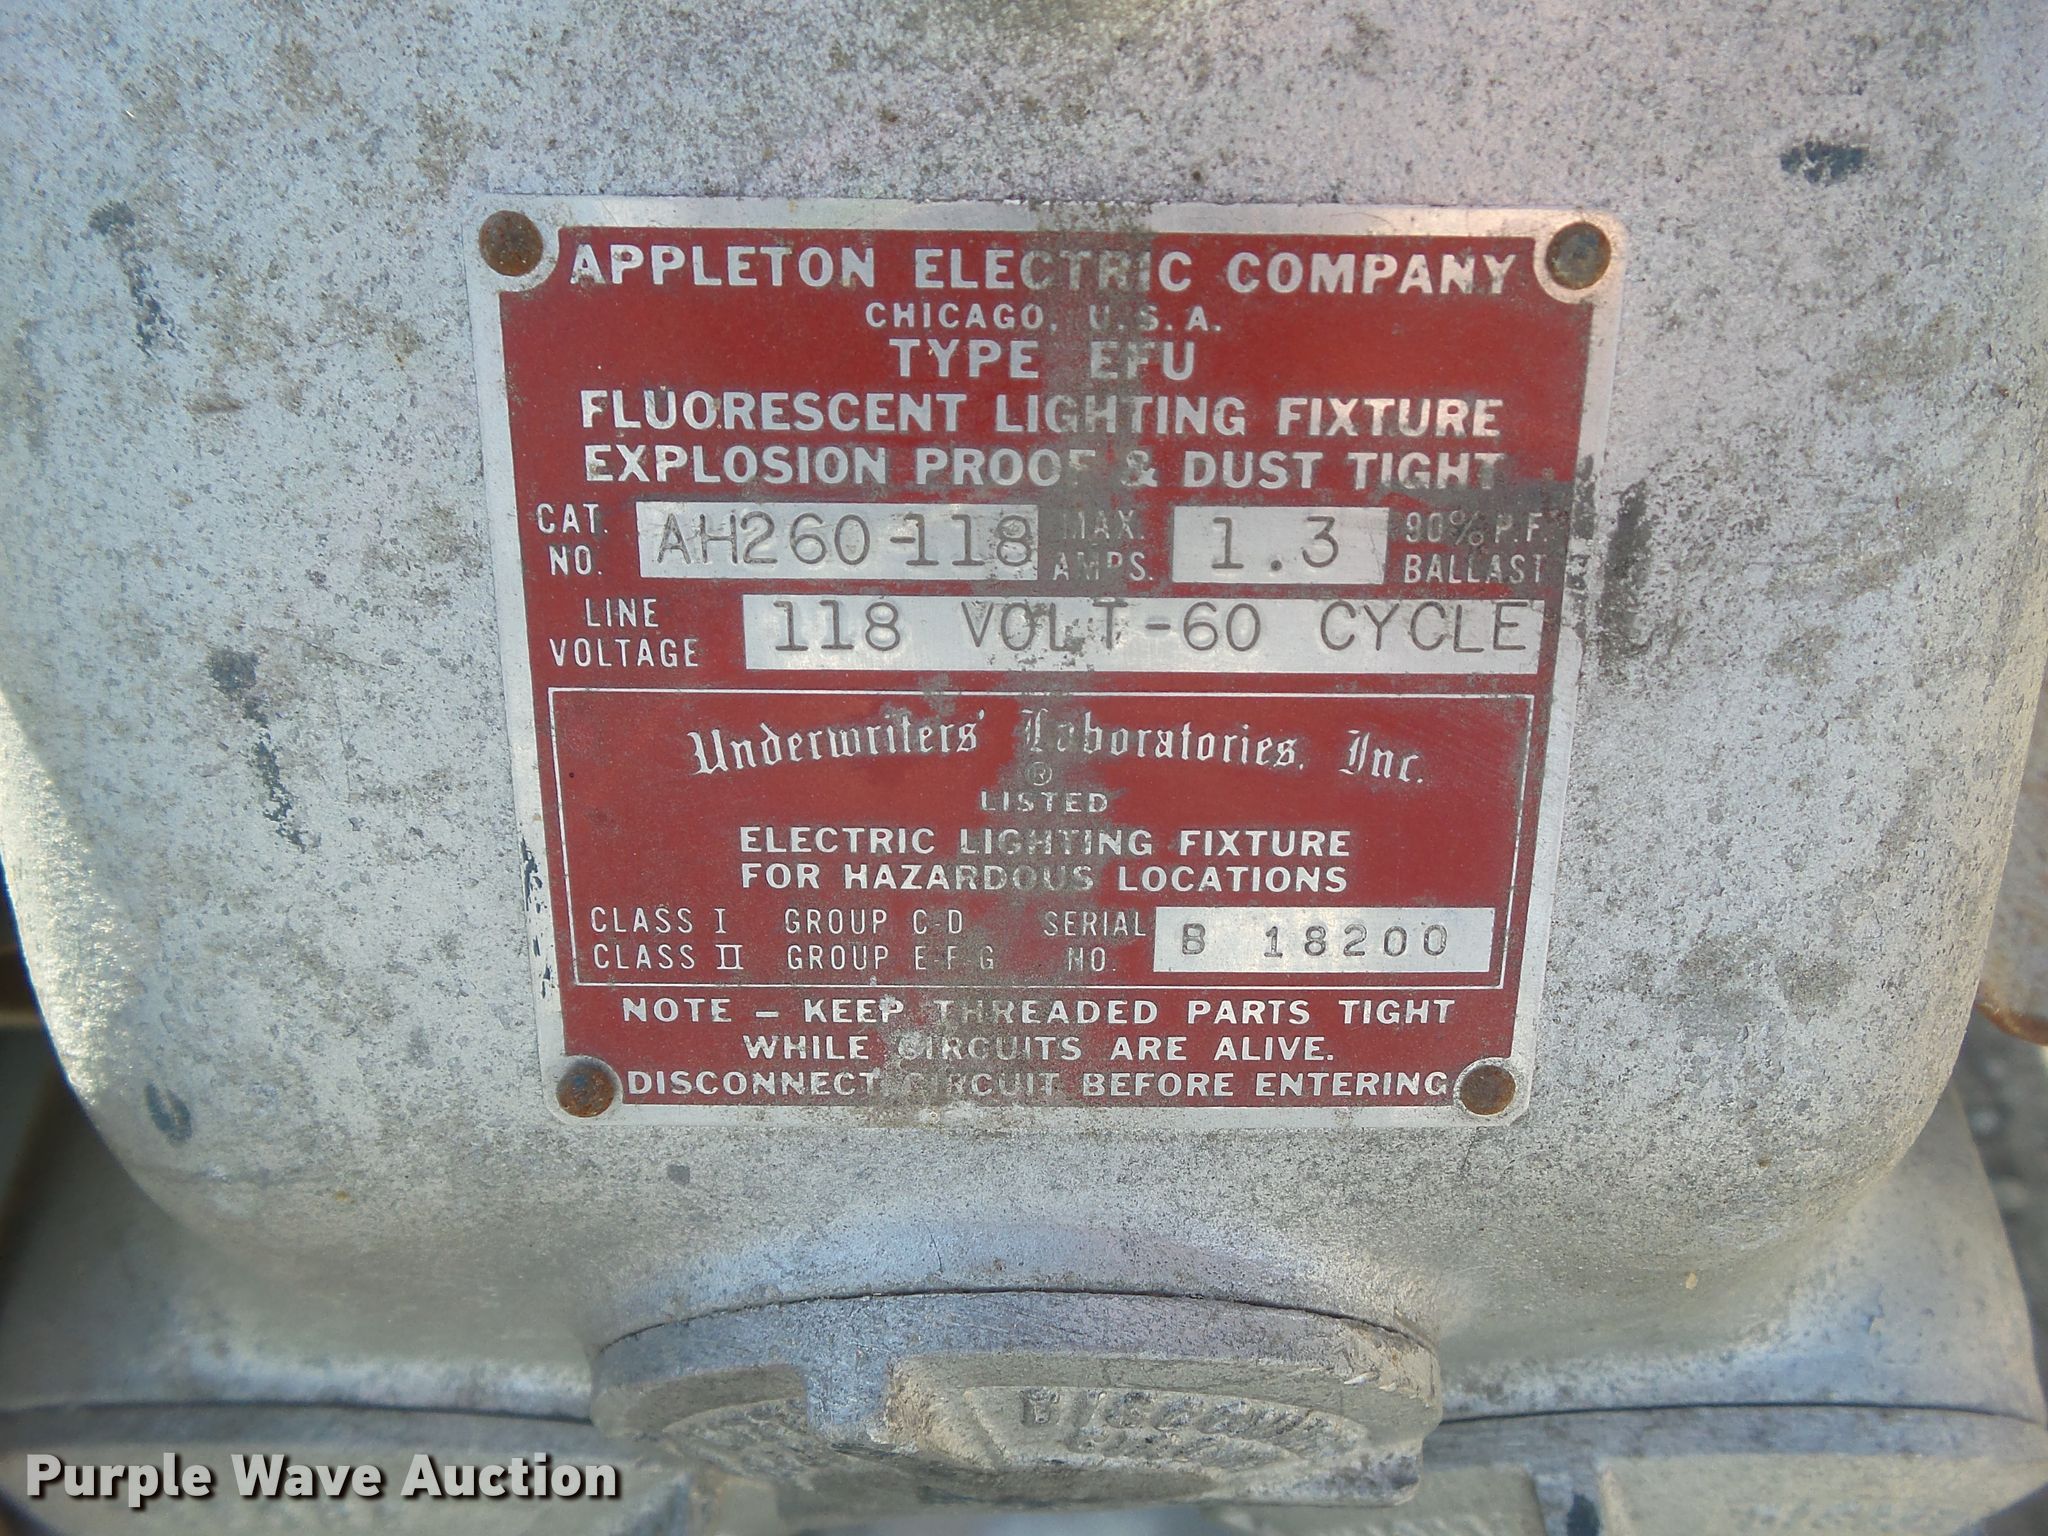 APPLETON ELECTRIC COMPANY
CHICAGO, U.S.A.
TYPE EFU
FLUORESCENT LIGHTING FIXTURE
EXPLOSION PROOF & DUST TIGHT
CAT. NO. AH260-118 MAX. AMPS. 1.3 90% P.F. BALLAST
LINE VOLTAGE 118 VOLT-60 CYCLE
Underwriters' Laboratories, Inc.
®
LISTED
ELECTRIC LIGHTING FIXTURE
FOR HAZARDOUS LOCATIONS
CLASS I GROUP C-D SERIAL NO. B 18200
CLASS II GROUP E-F-G
NOTE - KEEP THREADED PARTS TIGHT
WHILE CIRCUITS ARE ALIVE.
DISCONNECT CIRCUIT BEFORE ENTERING
Purple Wave Auction